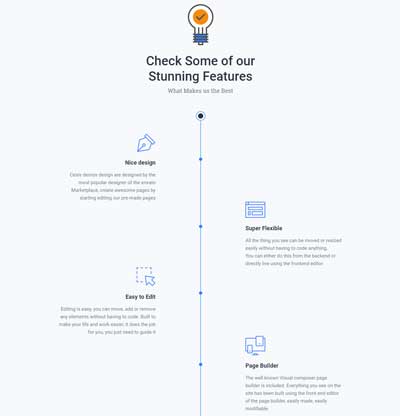 Check Some of our
Stunning Features
What Makes us the Best
Nice design
Ceais demos design are designed by the
most popular designer of the envato
Marketplace, create awesome pages by
starting editing our pre-made pages
Super Flexible
All the thing you see can be moved or resized
easily without having to code anything.
You can either do this from the backend or
directly live using the frontend editor
Easy to Edit
Editing is easy, you can move, add or remove
any elements without having to code. Built to
make your life and work easier. It does the job
for you, you just need to guide it
Page Builder
The well known Visual composer page
builder is included. Everything you see on the
site has been built using the front end editor
of the page builder, easily made, easily
modifiable